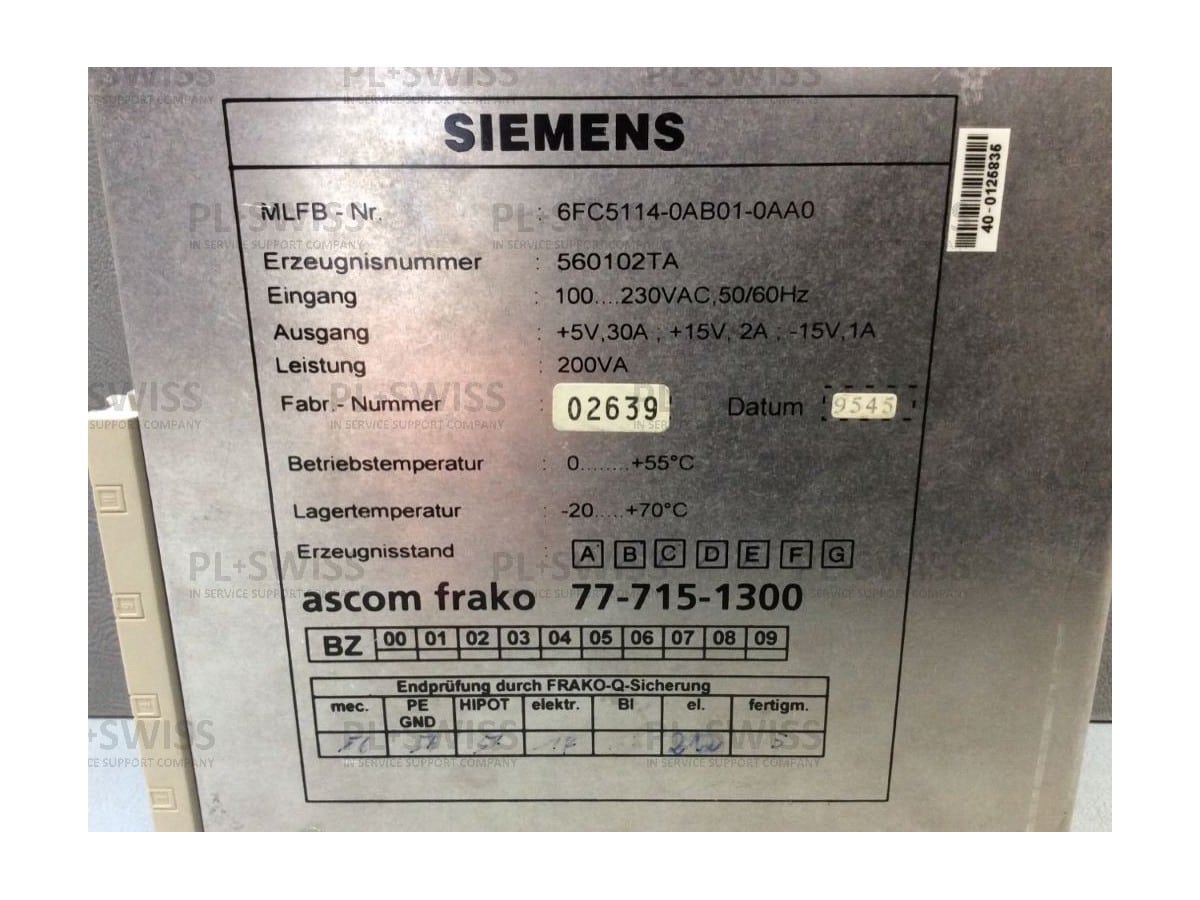 SIEMENS
MLFB - Nr. : 6FC5114-0AB01-0AA0
Erzeugnisnummer : 560102TA
Eingang : 100....230VAC,50/60Hz
Ausgang : +5V,30A ; +15V, 2A ; -15V,1A
Leistung : 200VA
Fabr.- Nummer : 02639 Datum : 9545
Betriebstemperatur : 0........+55°C
Lagertemperatur : -20.....+70°C
Erzeugnisstand : A B C D E F G
ascom frako 77-715-1300
BZ 00 01 02 03 04 05 06 07 08 09
Endprüfung durch FRAKO-Q-Sicherung
mec. PE GND HIPOT elektr. BI el. fertigm.
40-0125836
PL+SWISS
IN SERVICE SUPPORT COMPANY